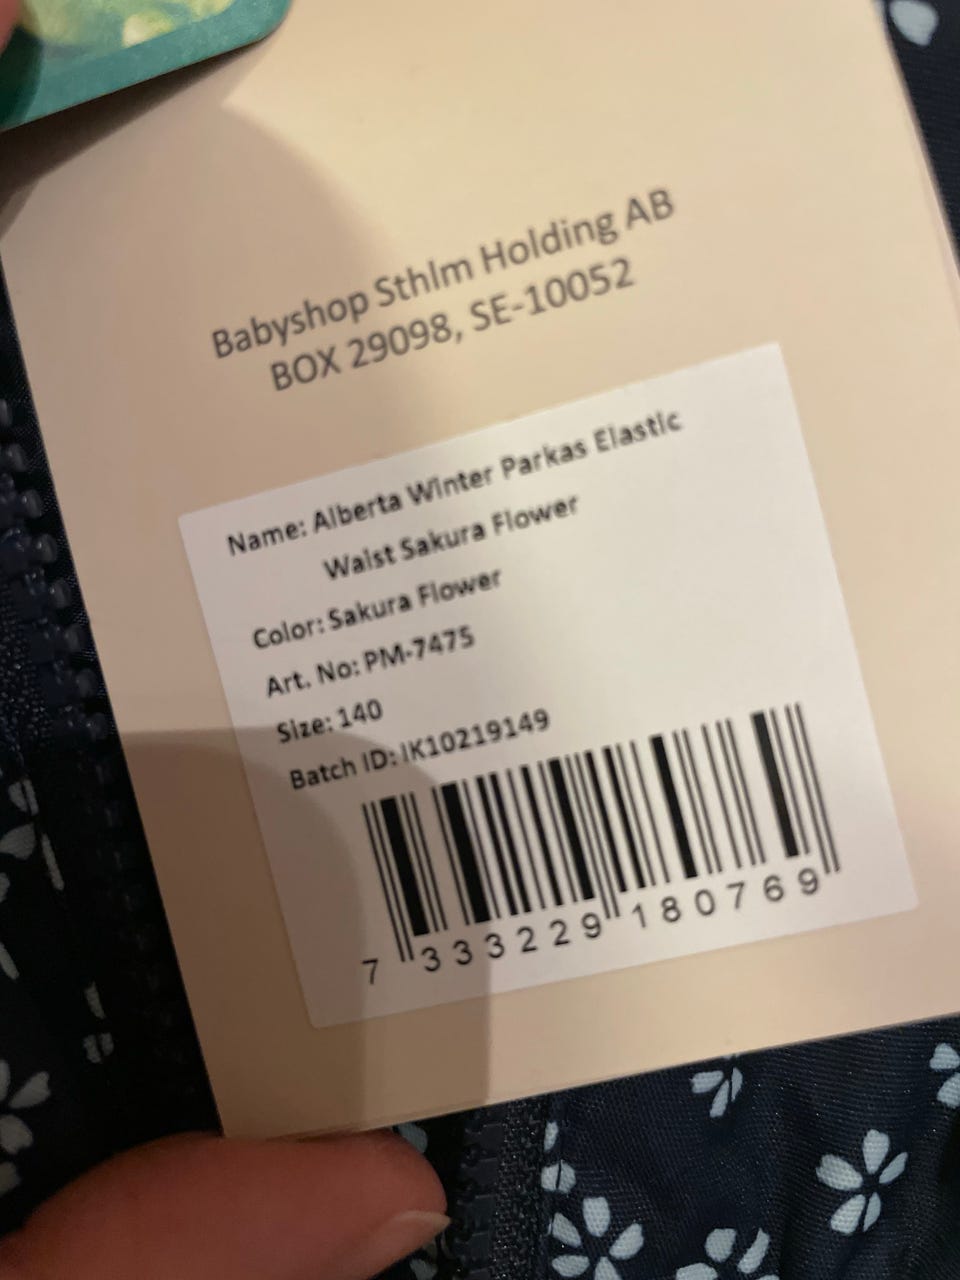 Babyshop Sthlm Holding AB
BOX 29098, SE-10052
Name: Alberta Winter Parkas Elastic
Waist Sakura Flower
Color: Sakura Flower
Art. No: PM-7475
Size: 140
Batch ID: IK10219149
7 333229 180769